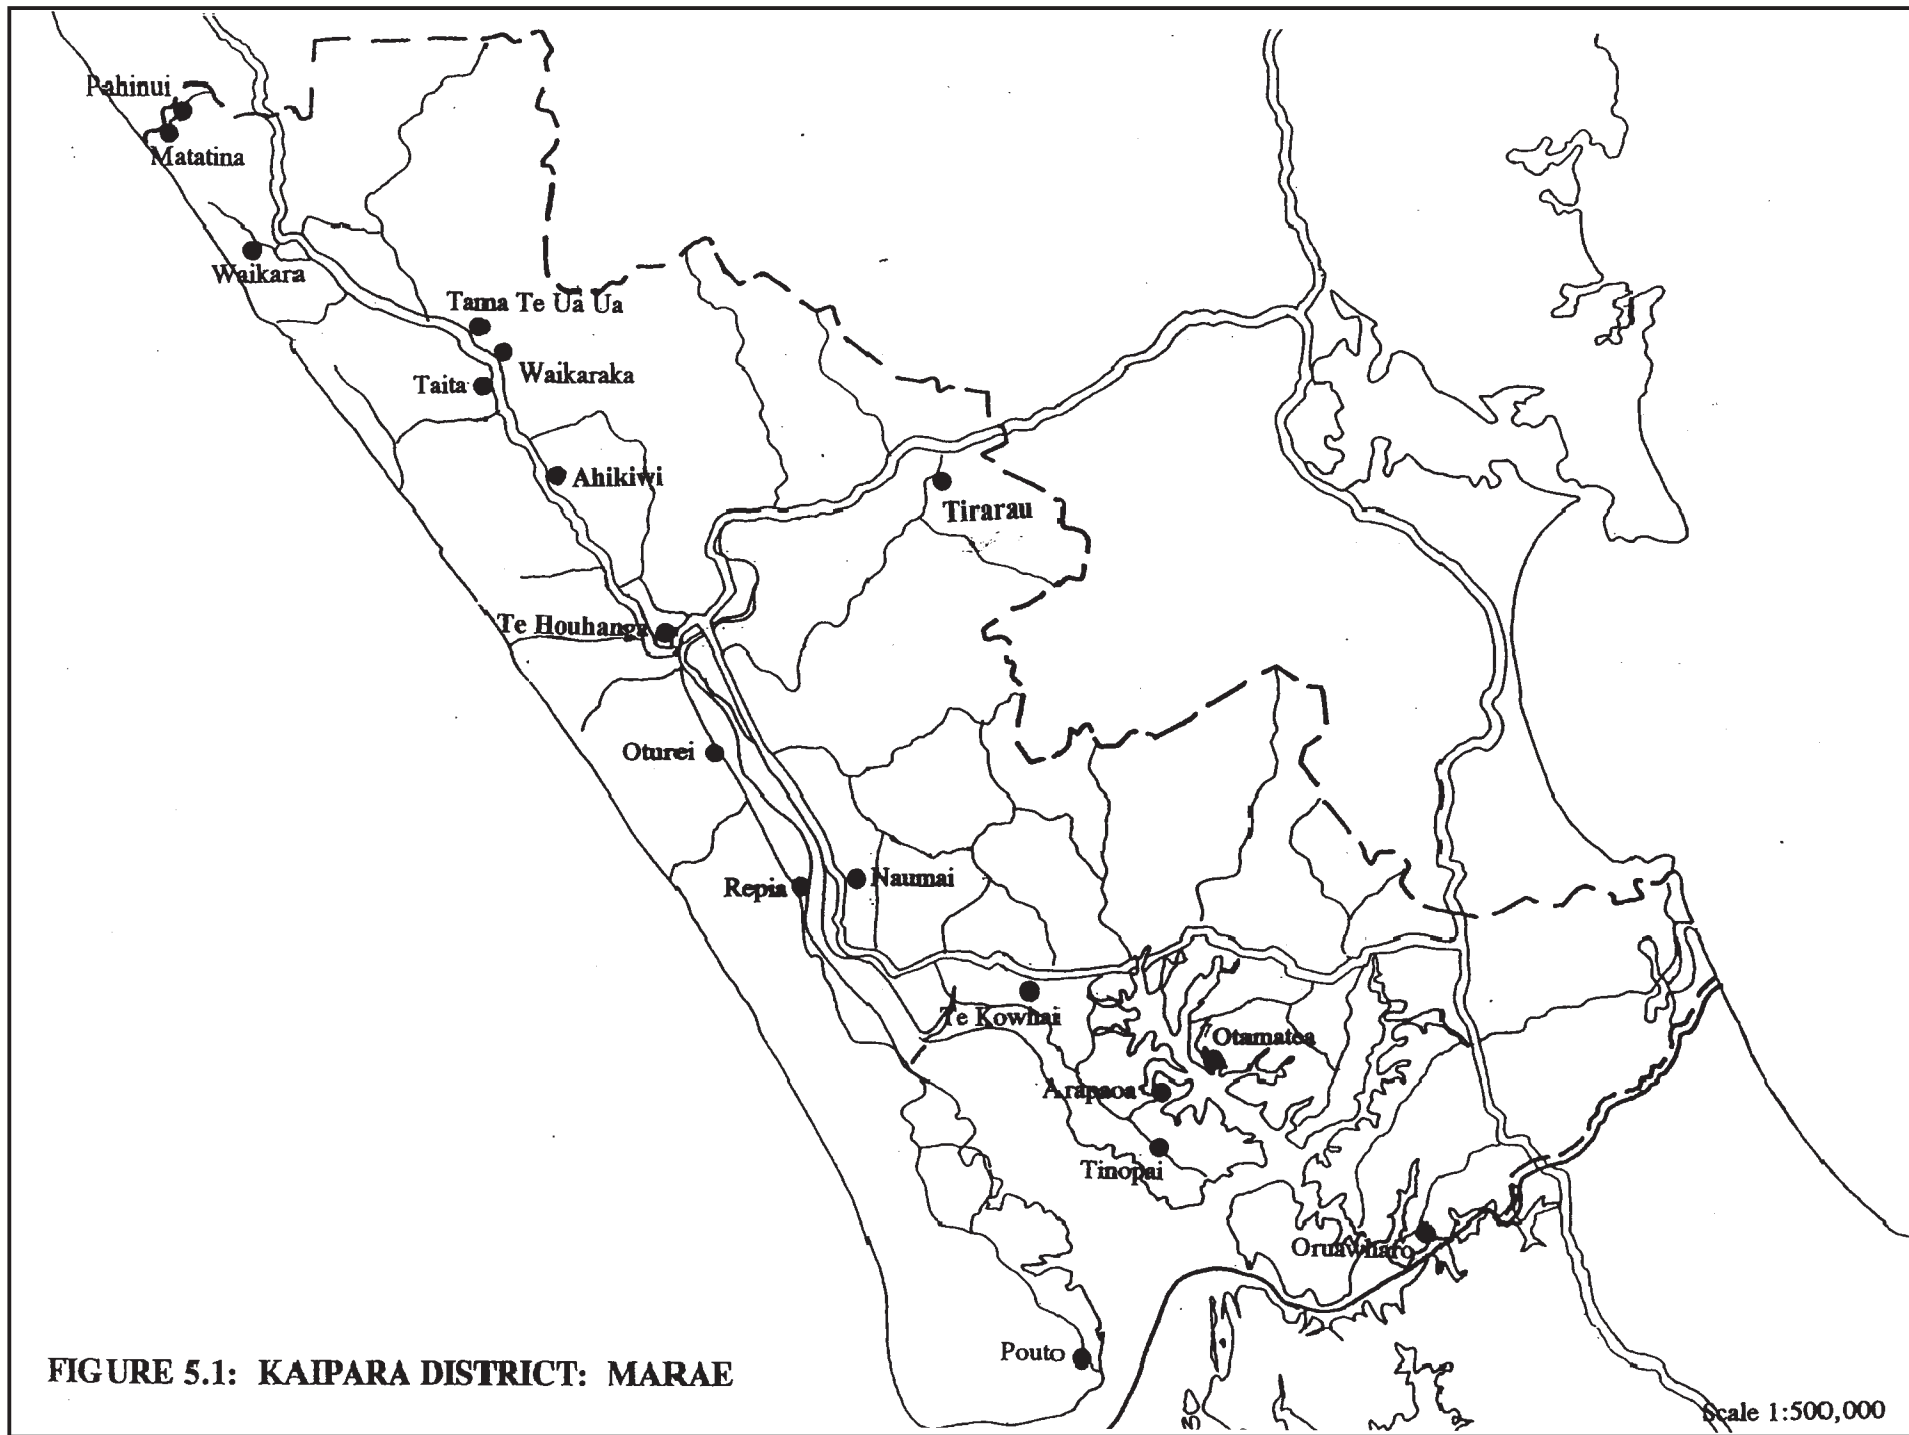 Pahinui
Matatina
Waikara
Tama Te Ua Ua
Waikaraka
Taita
Ahikiwi
Tirarau
Te Houhanga
Oturei
Repia
Naumai
Te Kowhai
Otamatea
Arapaoa
Tinopai
Oruawharo
Pouto
FIGURE 5.1: KAIPARA DISTRICT: MARAE
Scale 1:500,000